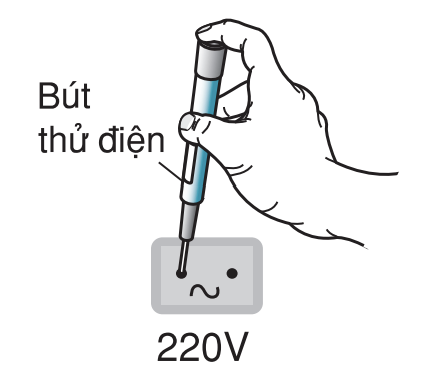 Bút
thử điện
220V